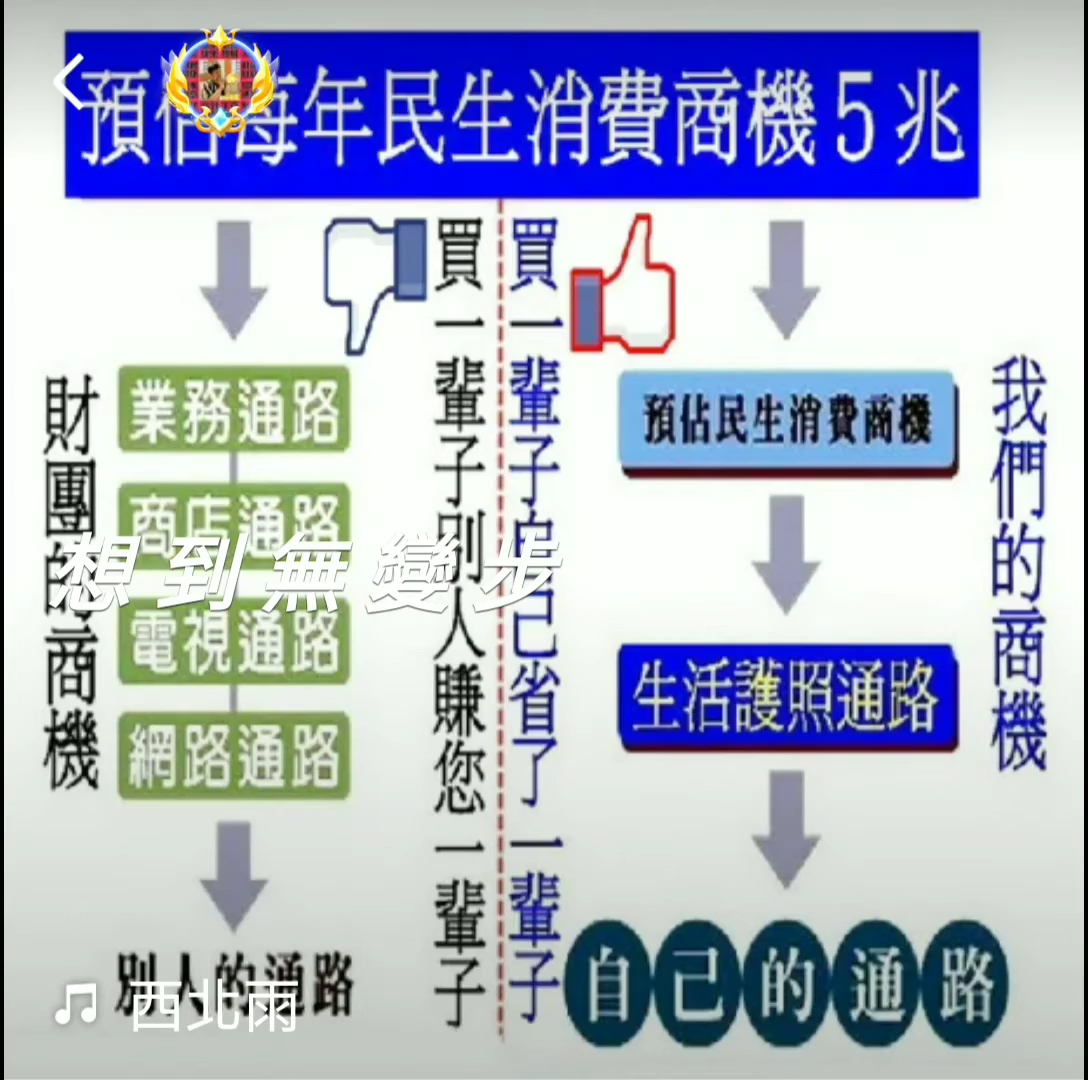 預估每年民生消費商機5兆
財團的商機
業務通路
商店通路
電視通路
網路通路
別人的通路
買一輩子別人賺您一輩子
買一輩子自己省了一輩子
預估民生消費商機
生活護照通路
自己的通路
我們的商機
想到無變步
西北雨